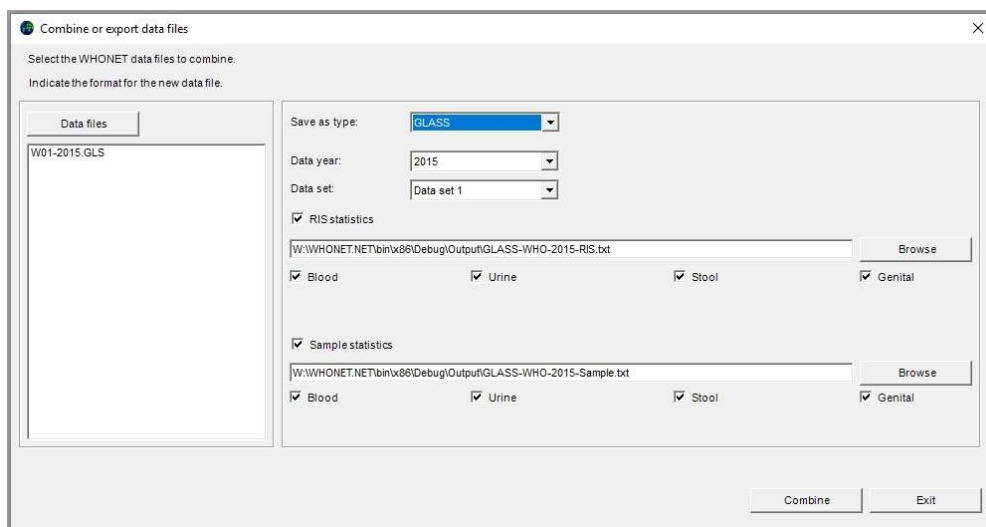 Combine or export data files
Select the WHONET data files to combine.
Indicate the format for the new data file.
Data files
W01-2015.GLS
Save as type: GLASS
Data year: 2015
Data set: Data set 1
RIS statistics
W:\WHONET.NET\bin\x86\Debug\Output\GLASS-WHO-2015-RIS.txt Browse
Blood Urine Stool Genital
Sample statistics
W:\WHONET.NET\bin\x86\Debug\Output\GLASS-WHO-2015-Sample.txt Browse
Blood Urine Stool Genital
Combine Exit